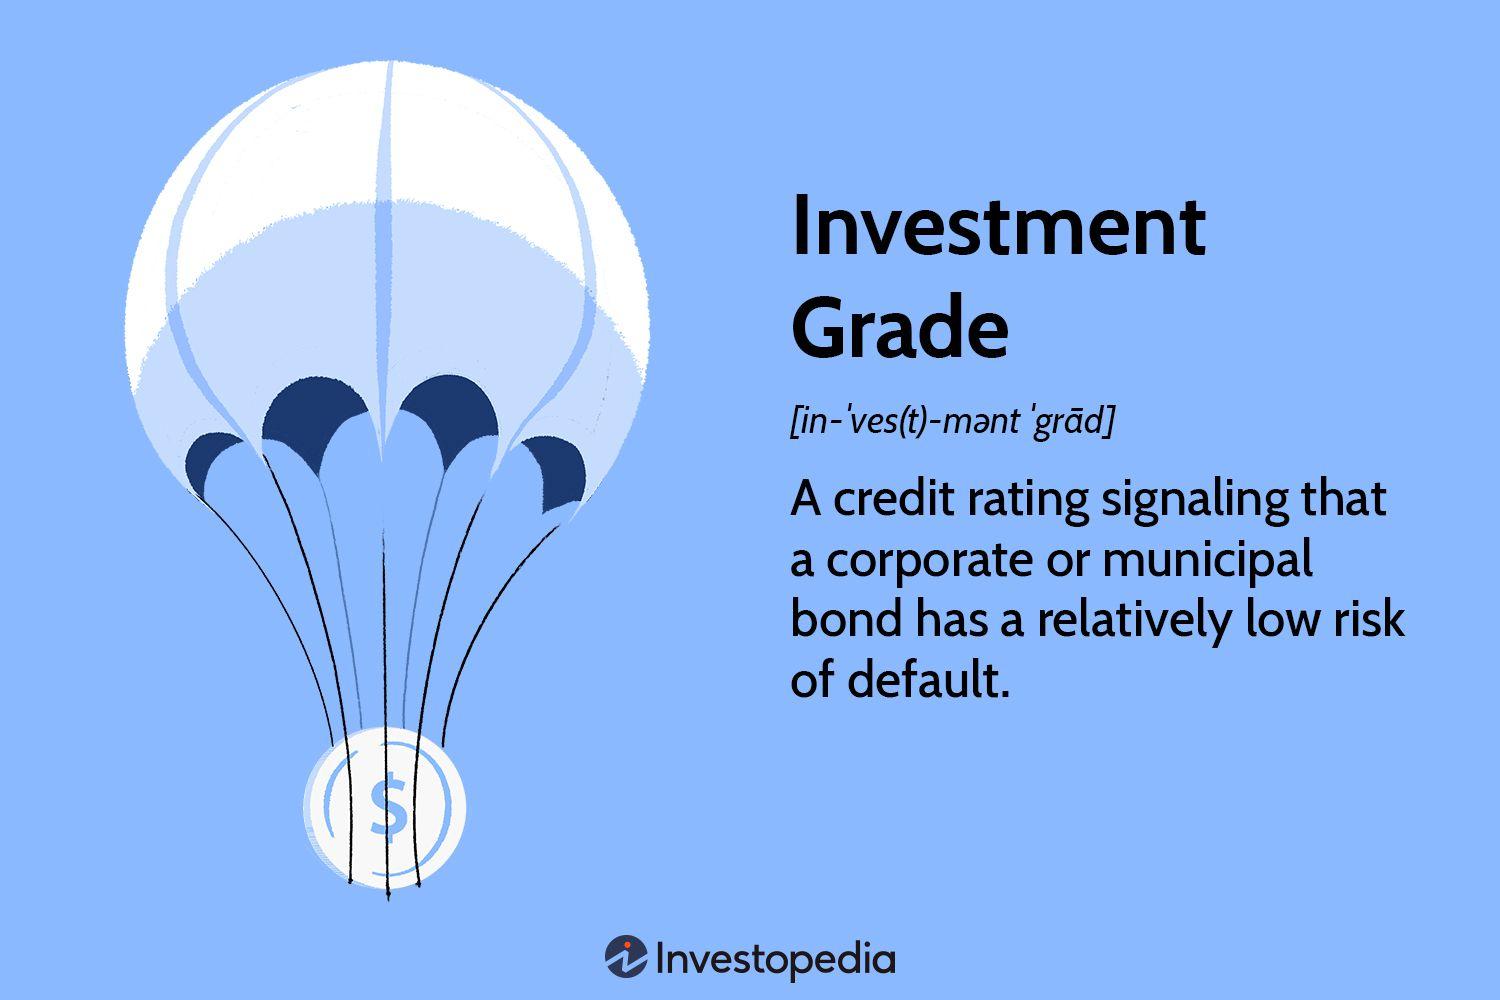 Investment
Grade
[in-ˈves(t)-mənt ˈgrād]
A credit rating signaling that
a corporate or municipal
bond has a relatively low risk
of default.
$
Investopedia